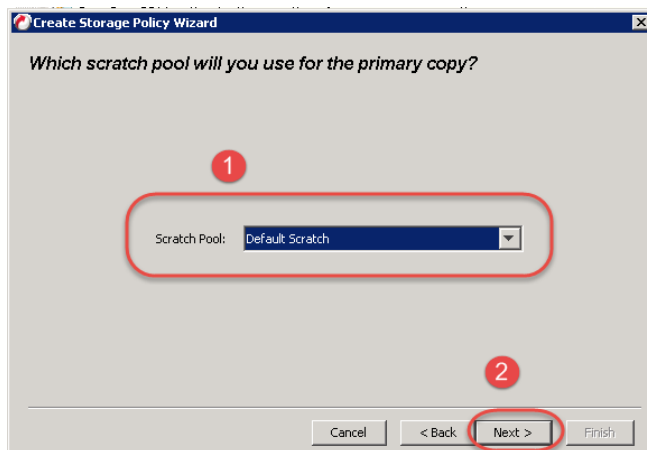 Create Storage Policy Wizard
Which scratch pool will you use for the primary copy?
1
Scratch Pool: Default Scratch
2
Cancel < Back Next > Finish